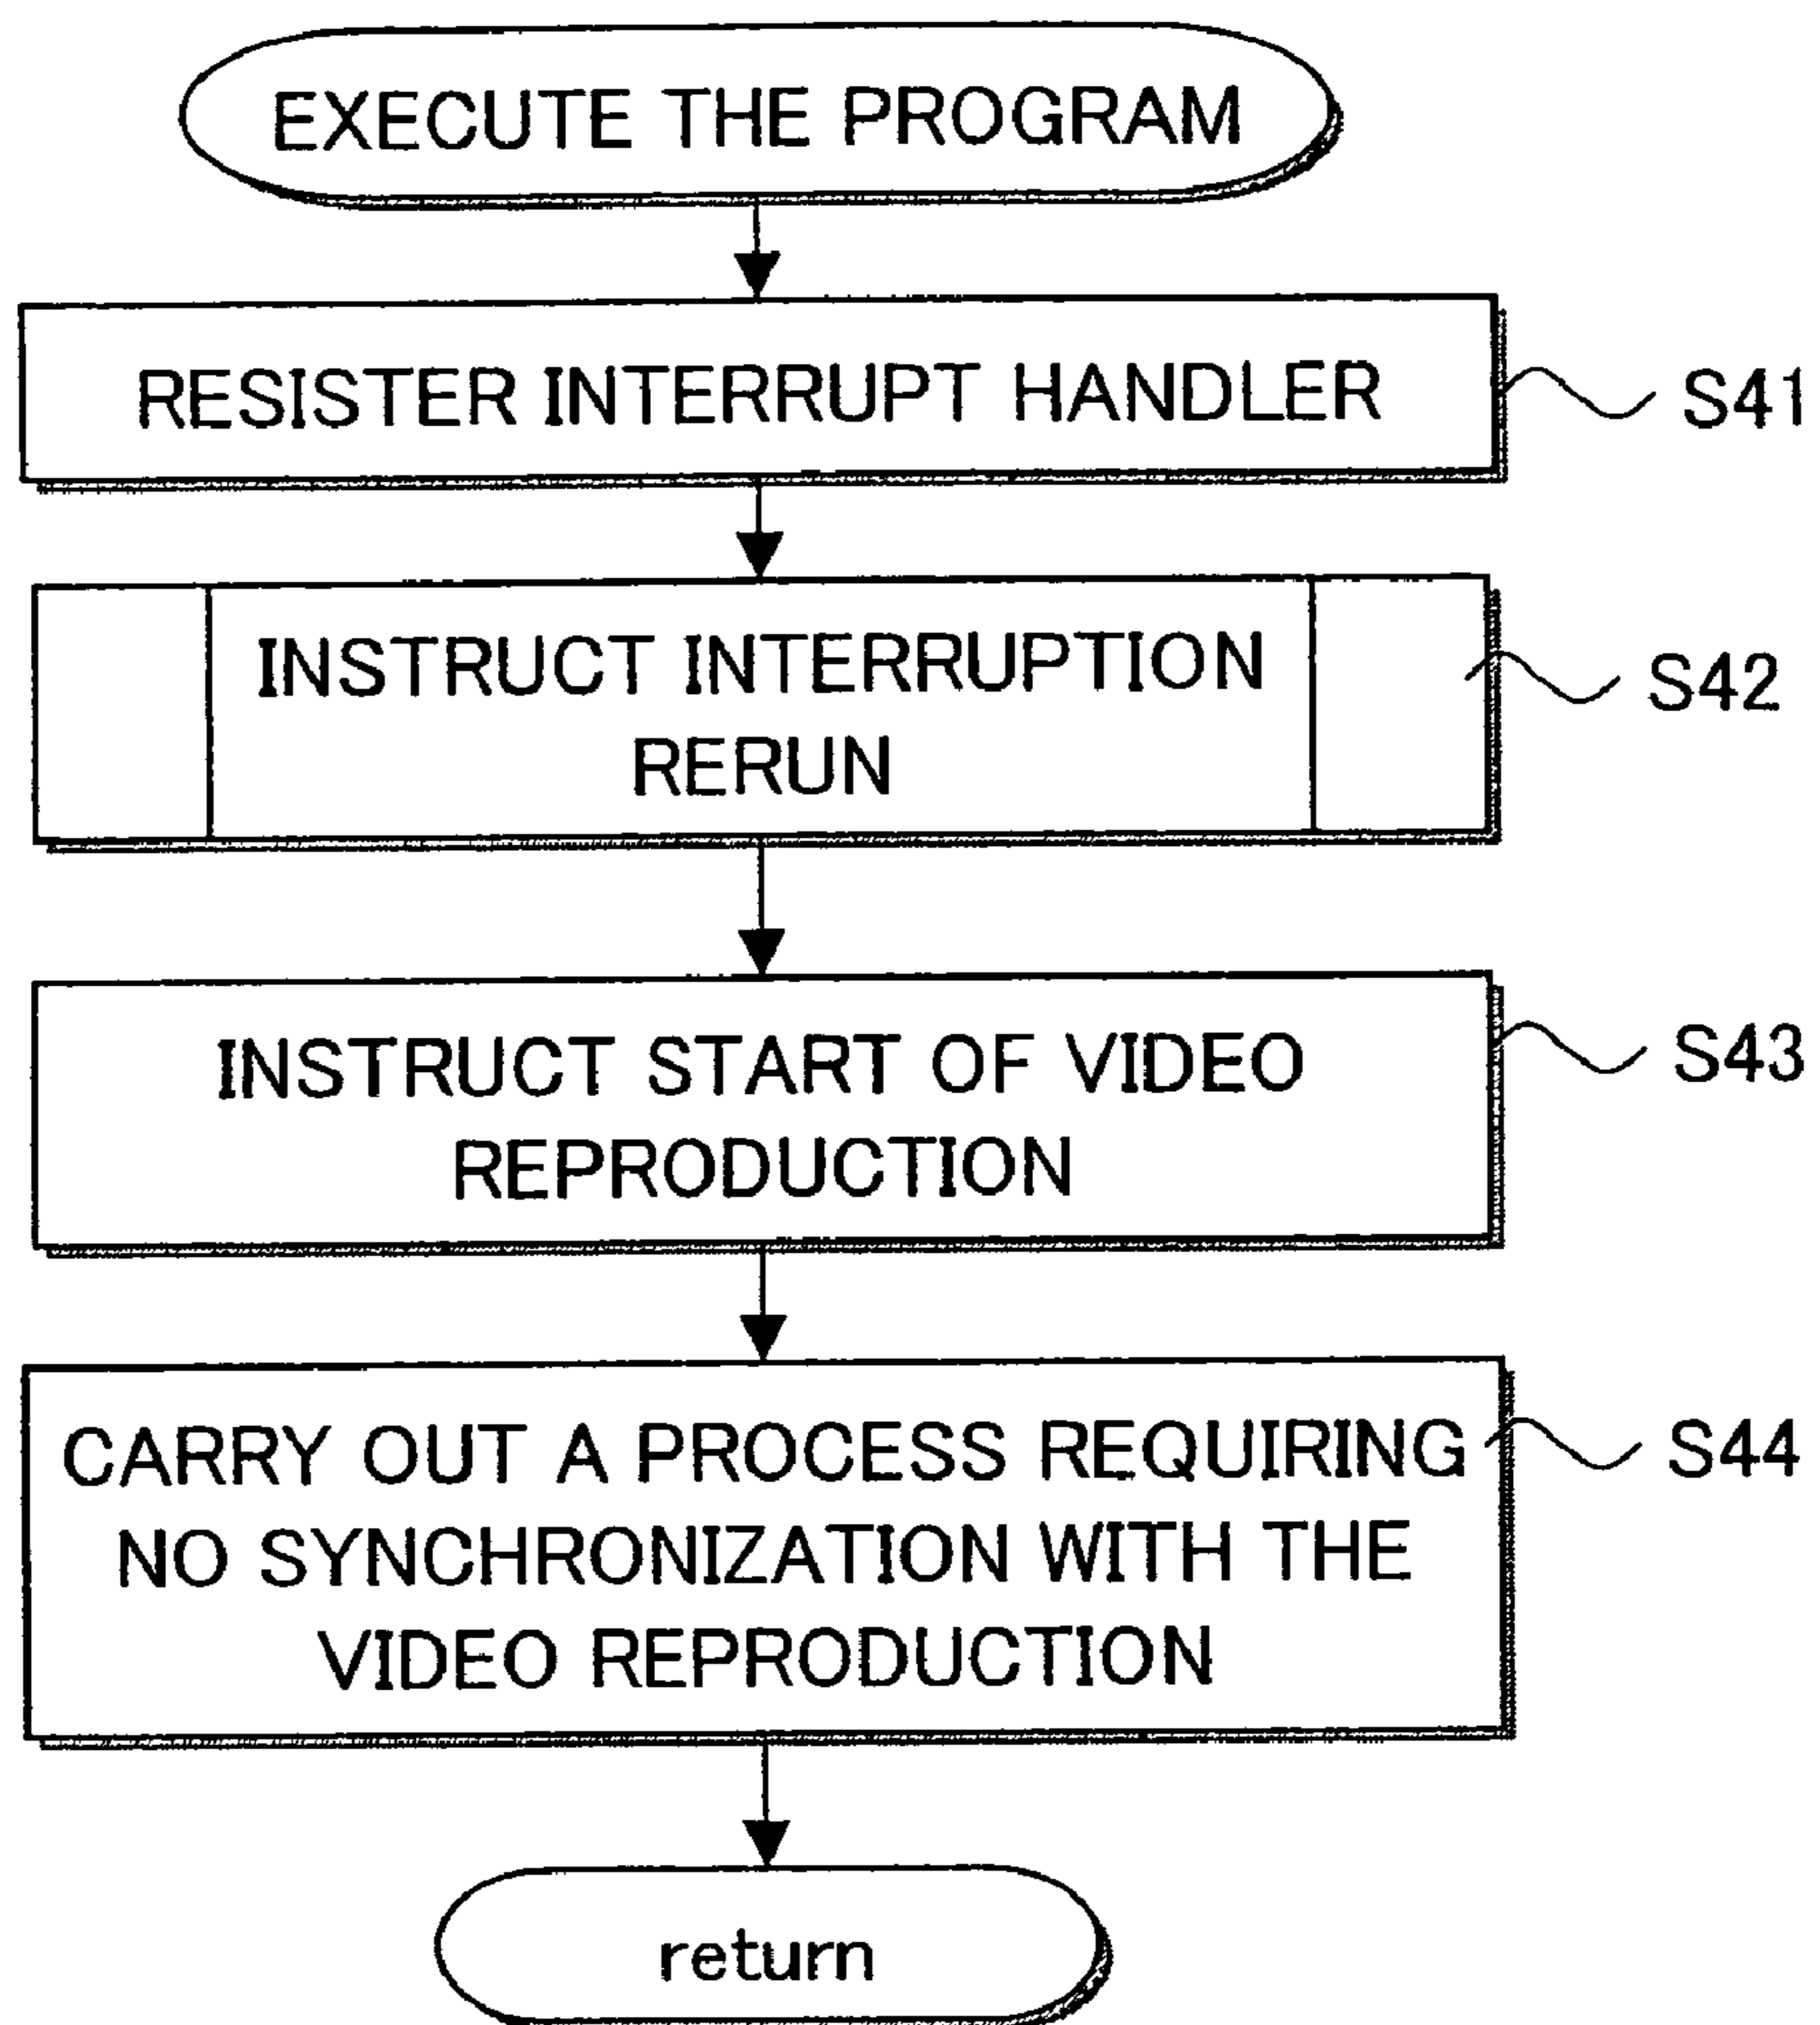 EXECUTE THE PROGRAM
RESISTER INTERRUPT HANDLER
S41
INSTRUCT INTERRUPTION
RERUN
S42
INSTRUCT START OF VIDEO
REPRODUCTION
S43
CARRY OUT A PROCESS REQUIRING
NO SYNCHRONIZATION WITH THE
VIDEO REPRODUCTION
S44
return